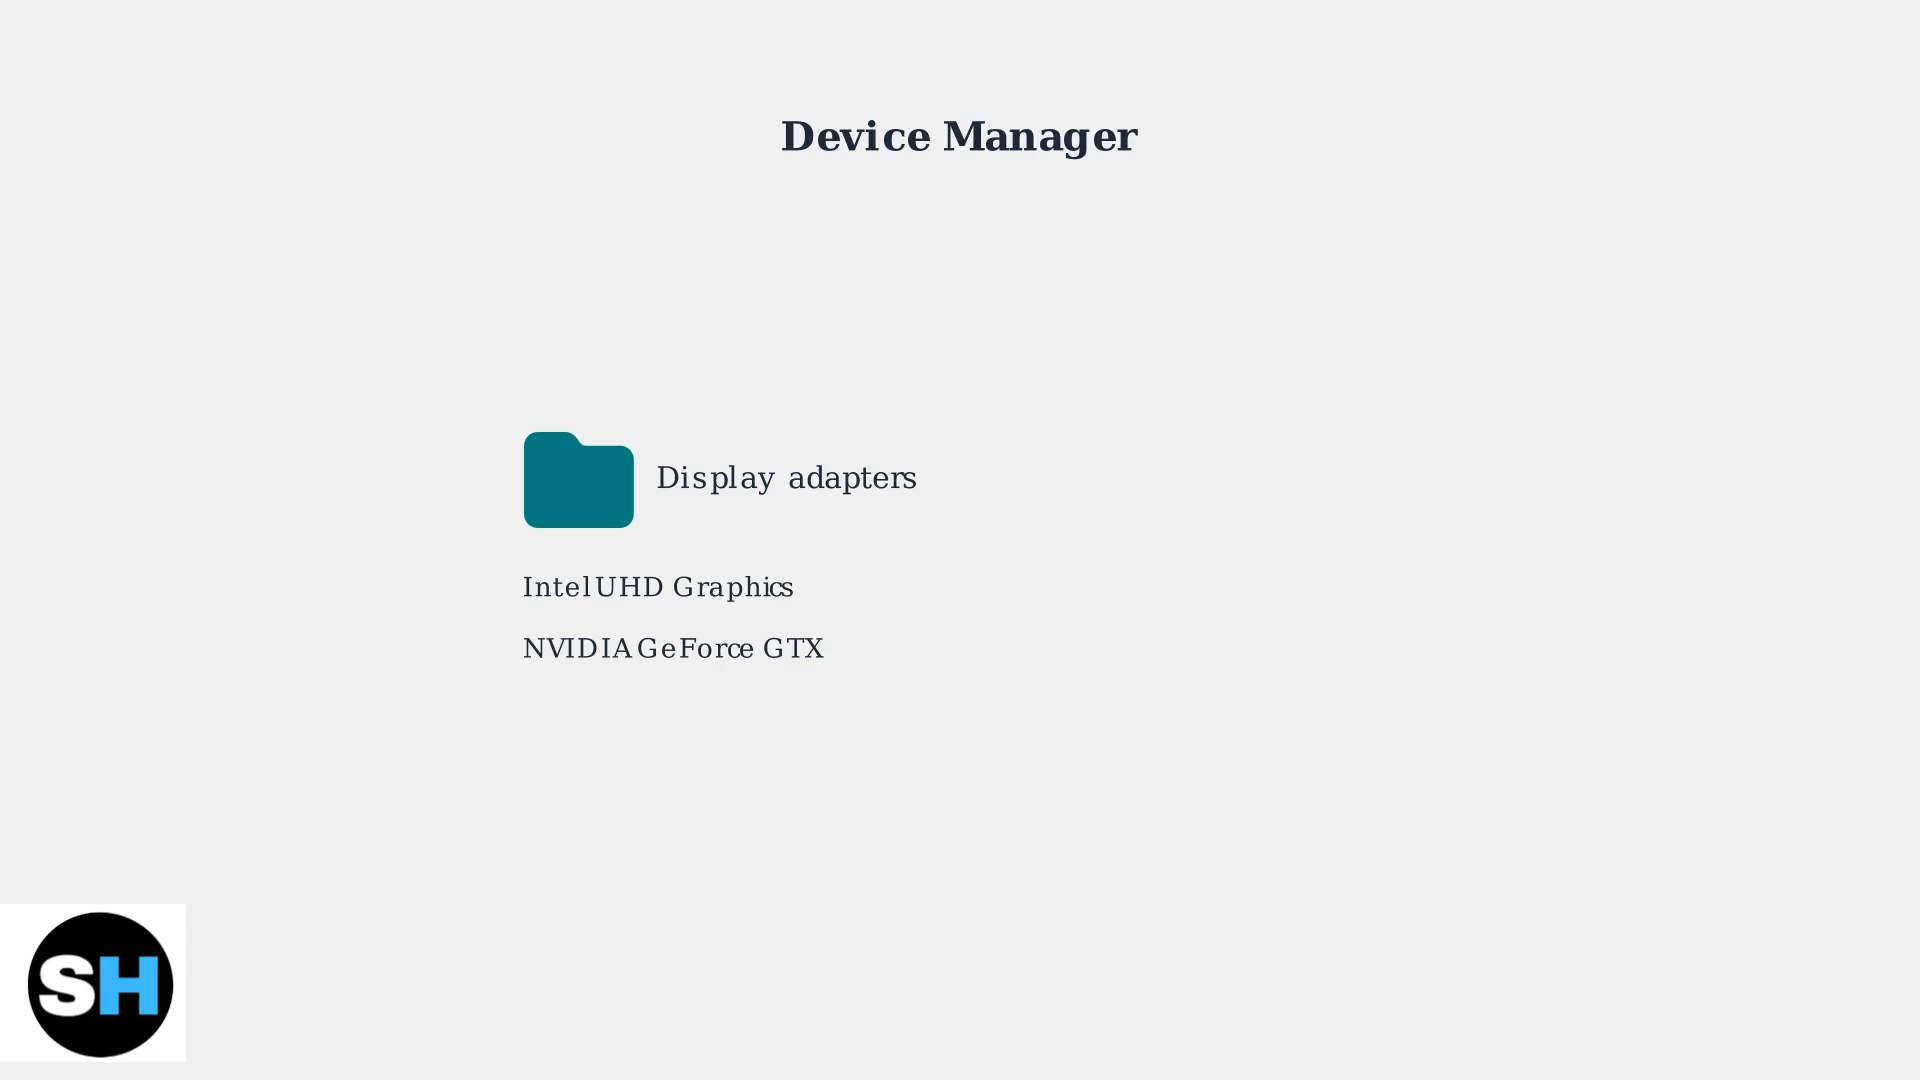 Device Manager
Display adapters
Intel UHD Graphics
NVIDIA GeForce GTX
SH